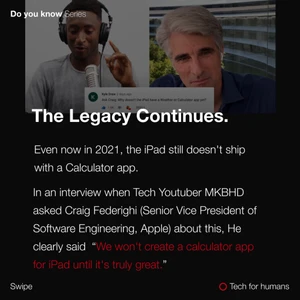 Do you know Series
The Legacy Continues.
Even now in 2021, the iPad still doesn't ship
with a Calculator app.
In an interview when Tech Youtuber MKBHD
asked Craig Federighi (Senior Vice President of
Software Engineering, Apple) about this, He
clearly said “We won't create a calculator app
for iPad until it's truly great.”
Swipe
Tech for humans